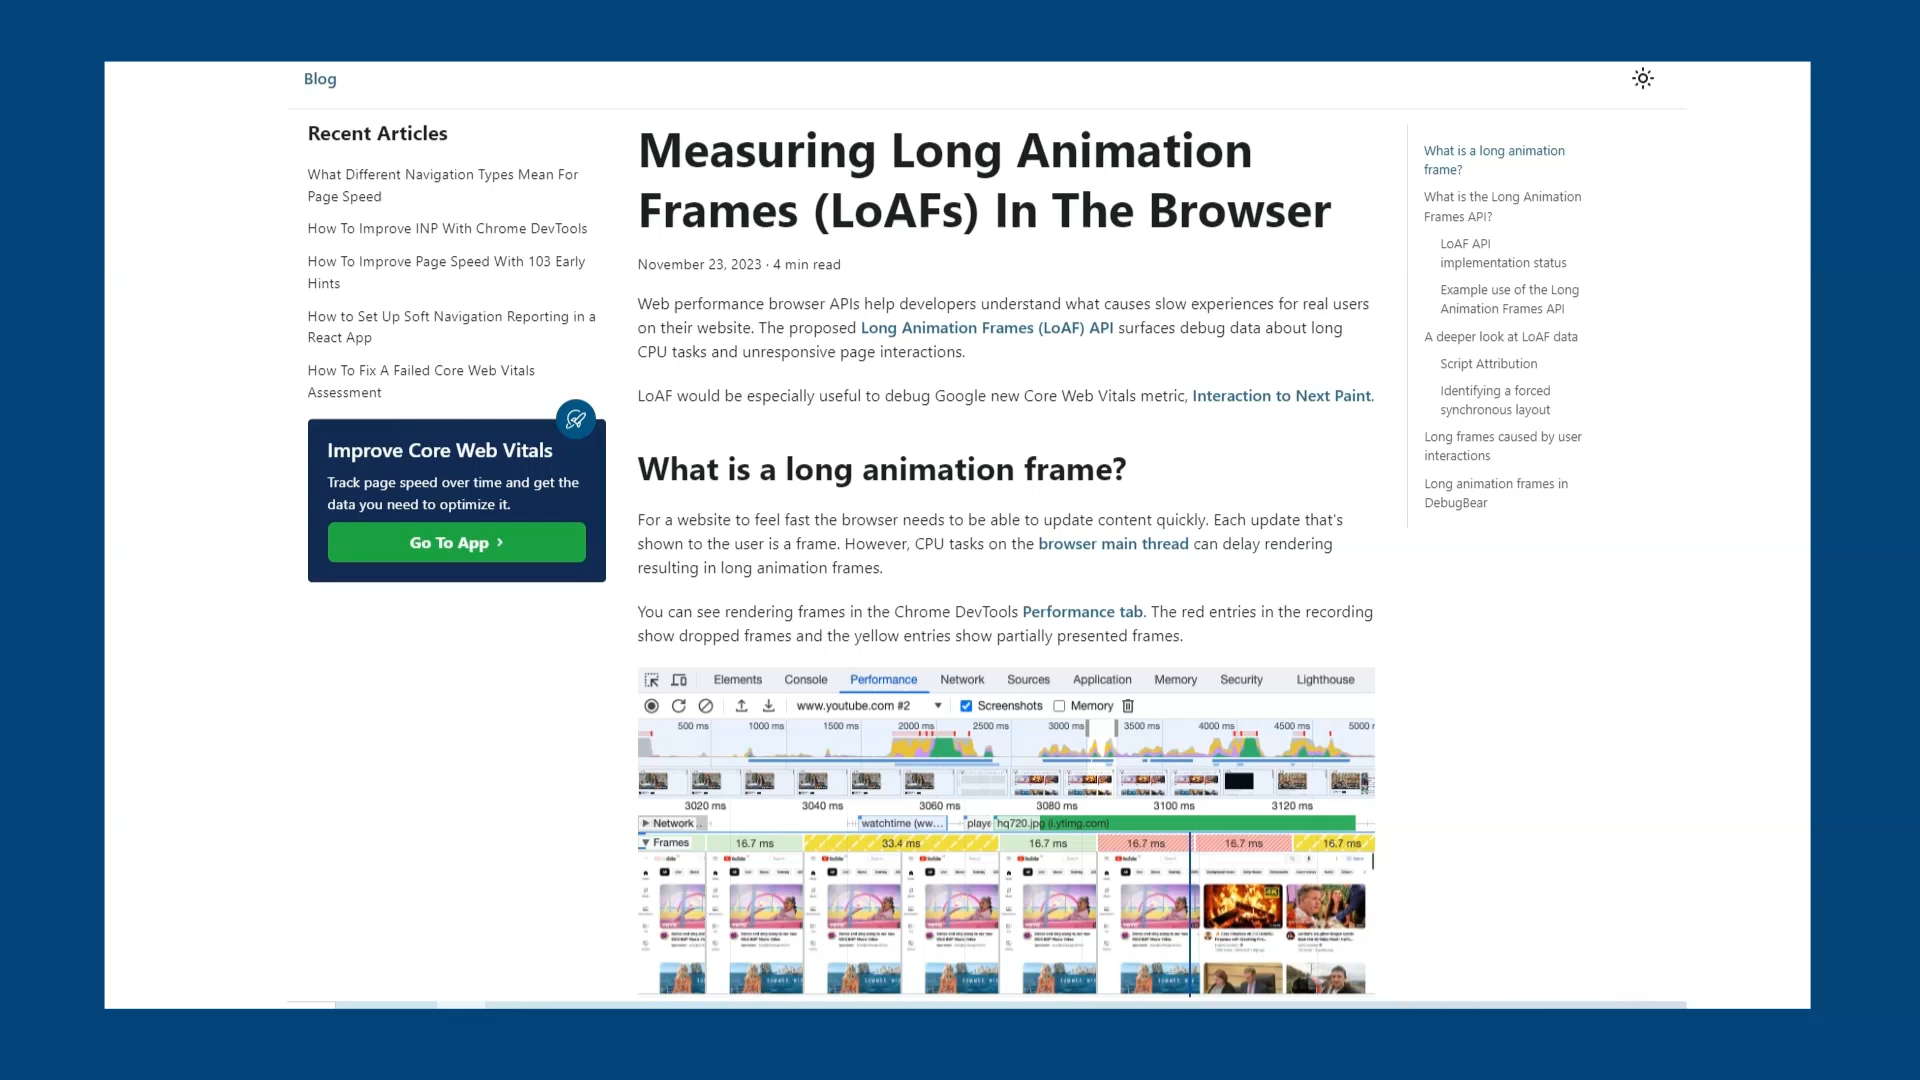 Blog
Recent Articles
What Different Navigation Types Mean For
Page Speed
How To Improve INP With Chrome DevTools
How To Improve Page Speed With 103 Early
Hints
How to Set Up Soft Navigation Reporting in a
React App
How To Fix A Failed Core Web Vitals
Assessment
Improve Core Web Vitals
Track page speed over time and get the
data you need to optimize it.
Go To App ›
Measuring Long Animation
Frames (LoAFs) In The Browser
November 23, 2023 · 4 min read
Web performance browser APIs help developers understand what causes slow experiences for real users
on their website. The proposed Long Animation Frames (LoAF) API surfaces debug data about long
CPU tasks and unresponsive page interactions.
LoAF would be especially useful to debug Google new Core Web Vitals metric, Interaction to Next Paint.
What is a long animation frame?
For a website to feel fast the browser needs to be able to update content quickly. Each update that's
shown to the user is a frame. However, CPU tasks on the browser main thread can delay rendering
resulting in long animation frames.
You can see rendering frames in the Chrome DevTools Performance tab. The red entries in the recording
show dropped frames and the yellow entries show partially presented frames.
Elements Console Performance Network Sources Application Memory Security Lighthouse
www.youtube.com #2 Screenshots Memory
500 ms 1000 ms 1500 ms 2000 ms 2500 ms 3000 ms 3500 ms 4000 ms 4500 ms 5000 r
3020 ms 3040 ms 3060 ms 3080 ms 3100 ms 3120 ms
Network... watchtime (ww... playe hq720.jpg (i.ytimg.com)
Frames 16.7 ms 33.4 ms 16.7 ms 16.7 ms 16.7 ms 16.7 ms
What is a long animation
frame?
What is the Long Animation
Frames API?
LoAF API
implementation status
Example use of the Long
Animation Frames API
A deeper look at LoAF data
Script Attribution
Identifying a forced
synchronous layout
Long frames caused by user
interactions
Long animation frames in
DebugBear